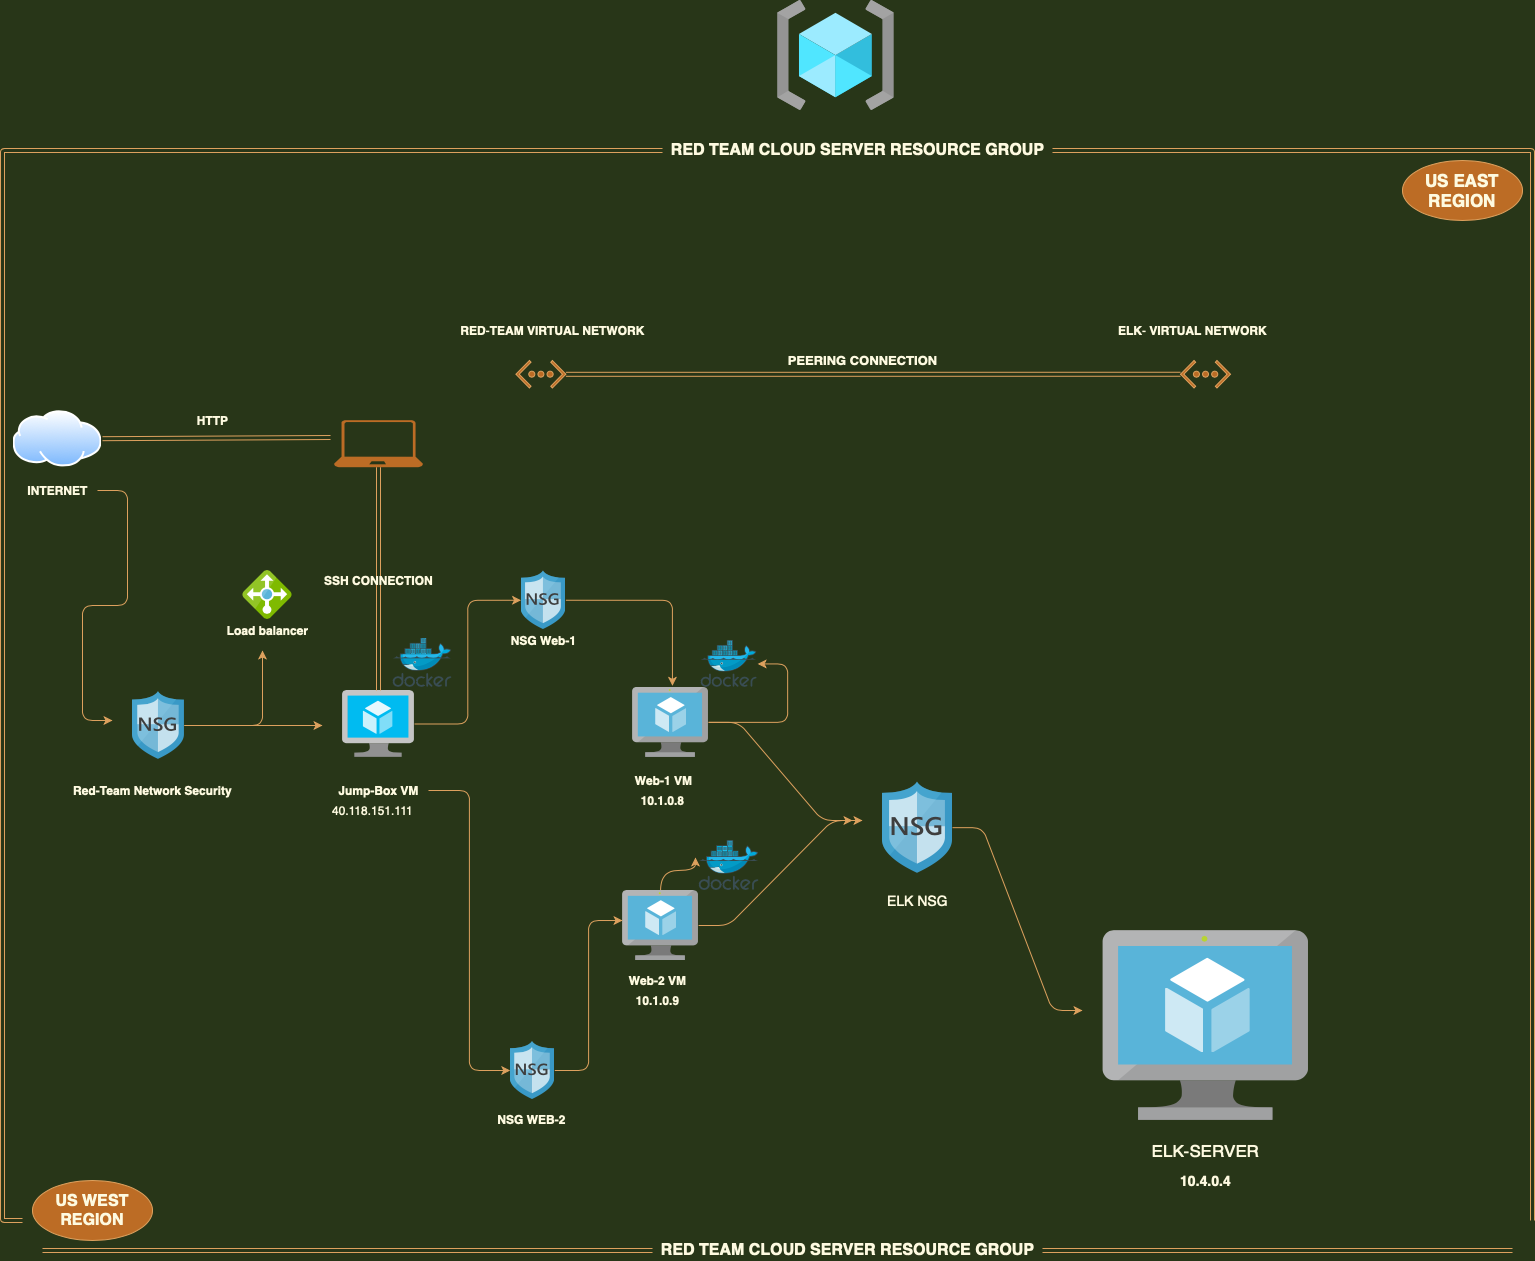 RED TEAM CLOUD SERVER RESOURCE GROUP
US EAST
REGION
RED-TEAM VIRTUAL NETWORK
ELK- VIRTUAL NETWORK
PEERING CONNECTION
HTTP
INTERNET
SSH CONNECTION
NSG
Load balancer
NSG Web-1
docker
docker
NSG
Red-Team Network Security
Jump-Box VM
40.118.151.111
Web-1 VM
10.1.0.8
NSG
docker
ELK NSG
Web-2 VM
10.1.0.9
NSG
NSG WEB-2
ELK-SERVER
10.4.0.4
US WEST
REGION
RED TEAM CLOUD SERVER RESOURCE GROUP